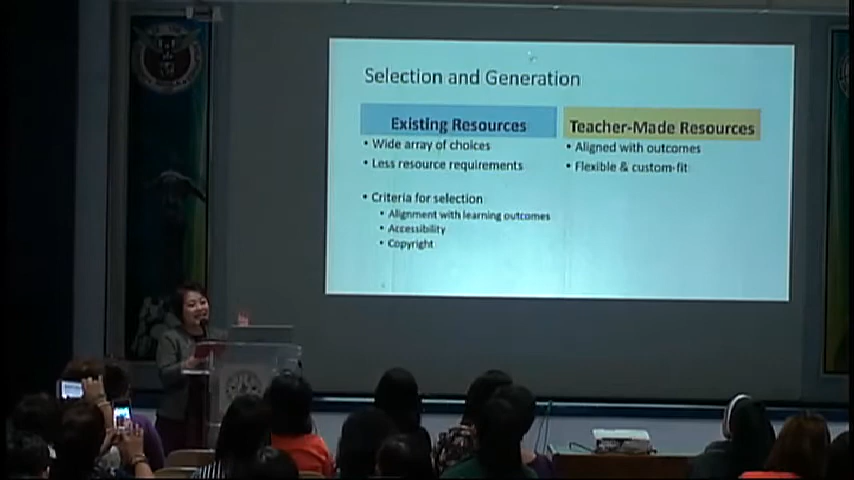 Selection and Generation
Existing Resources
• Wide array of choices
• Less resource requirements
• Criteria for selection
• Alignment with learning outcomes
• Accessibility
• Copyright
Teacher-Made Resources
• Aligned with outcomes
• Flexible & custom-fit